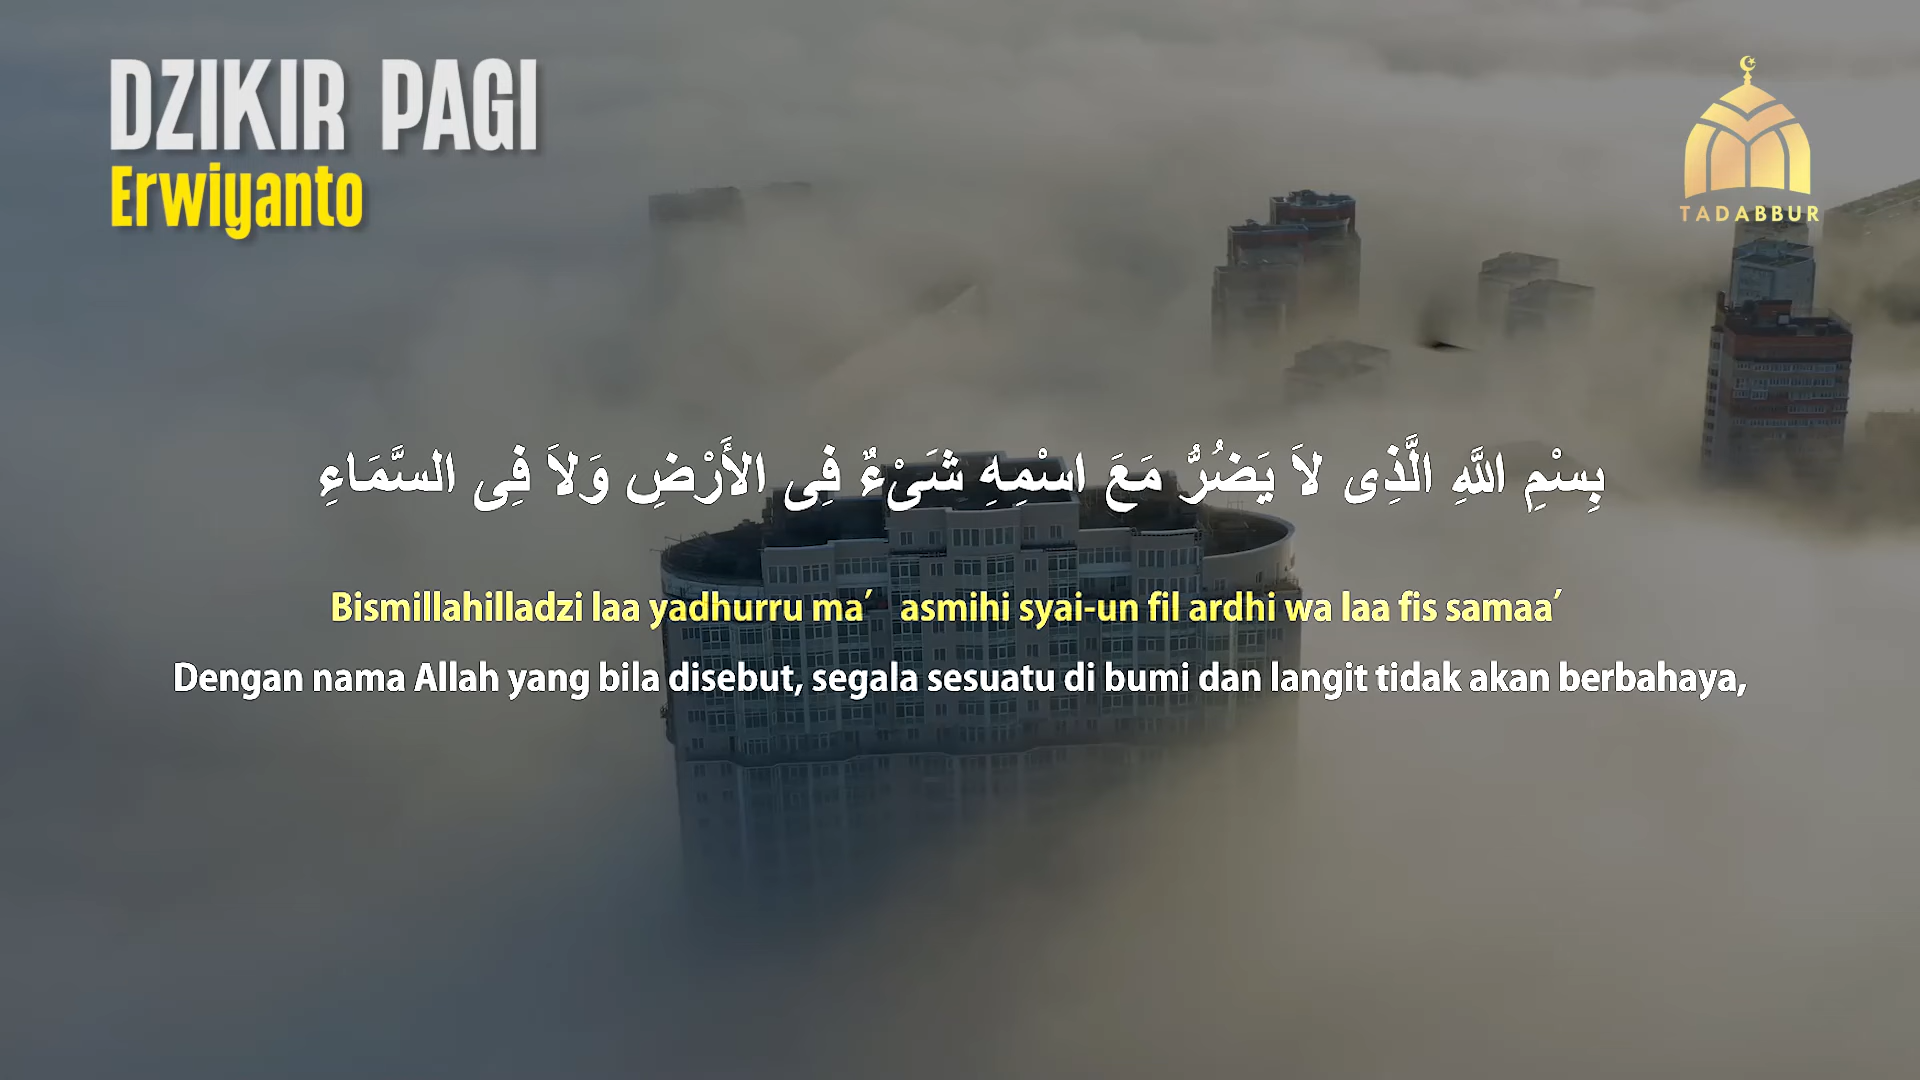 DZIKIR PAGI
Erwiyanto
TADABBUR
بِسْمِ اللَّهِ الَّذِى لاَ يَضُرُّ مَعَ اسْمِهِ شَىْءٌ فِى الأَرْضِ وَلاَ فِى السَّمَاءِ
Bismillahilladzi laa yadhurru ma´ asmihi syai-un fil ardhi wa laa fis samaa´
Dengan nama Allah yang bila disebut, segala sesuatu di bumi dan langit tidak akan berbahaya,